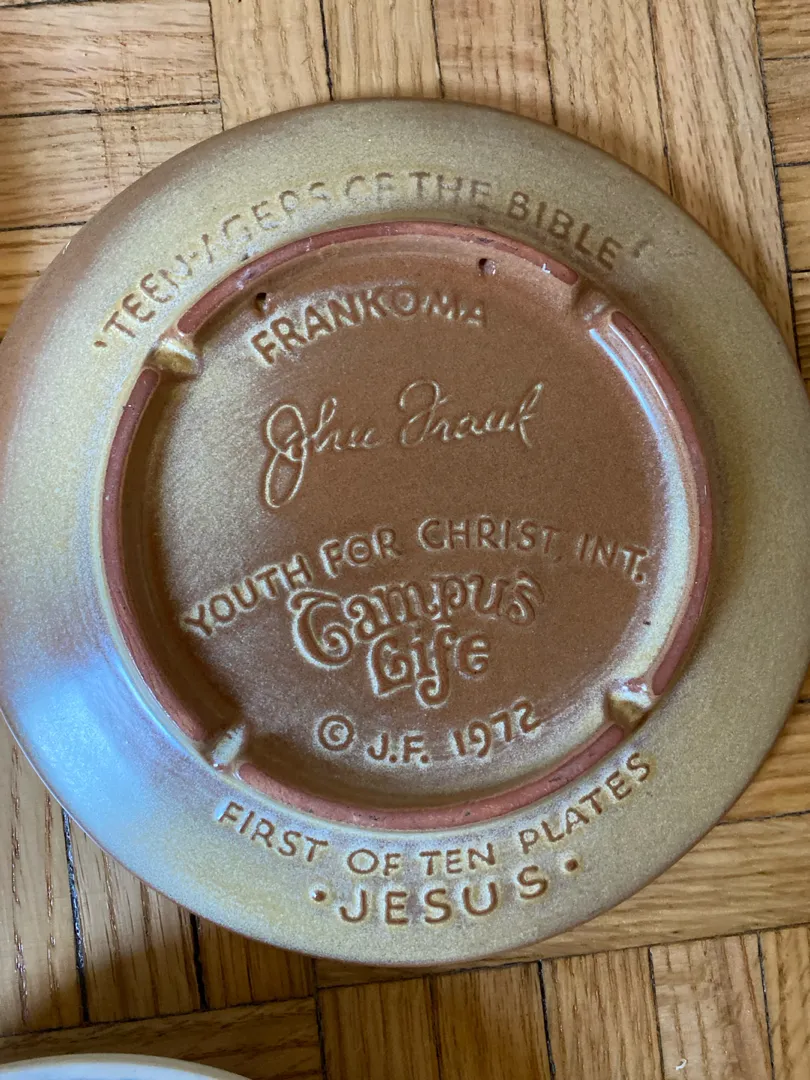 'TEEN-AGERS OF THE BIBLE'
FRANKOMA
John Frank
YOUTH FOR CHRIST, INT.
Campus
Life
© J.F. 1972
FIRST OF TEN PLATES
• JESUS •